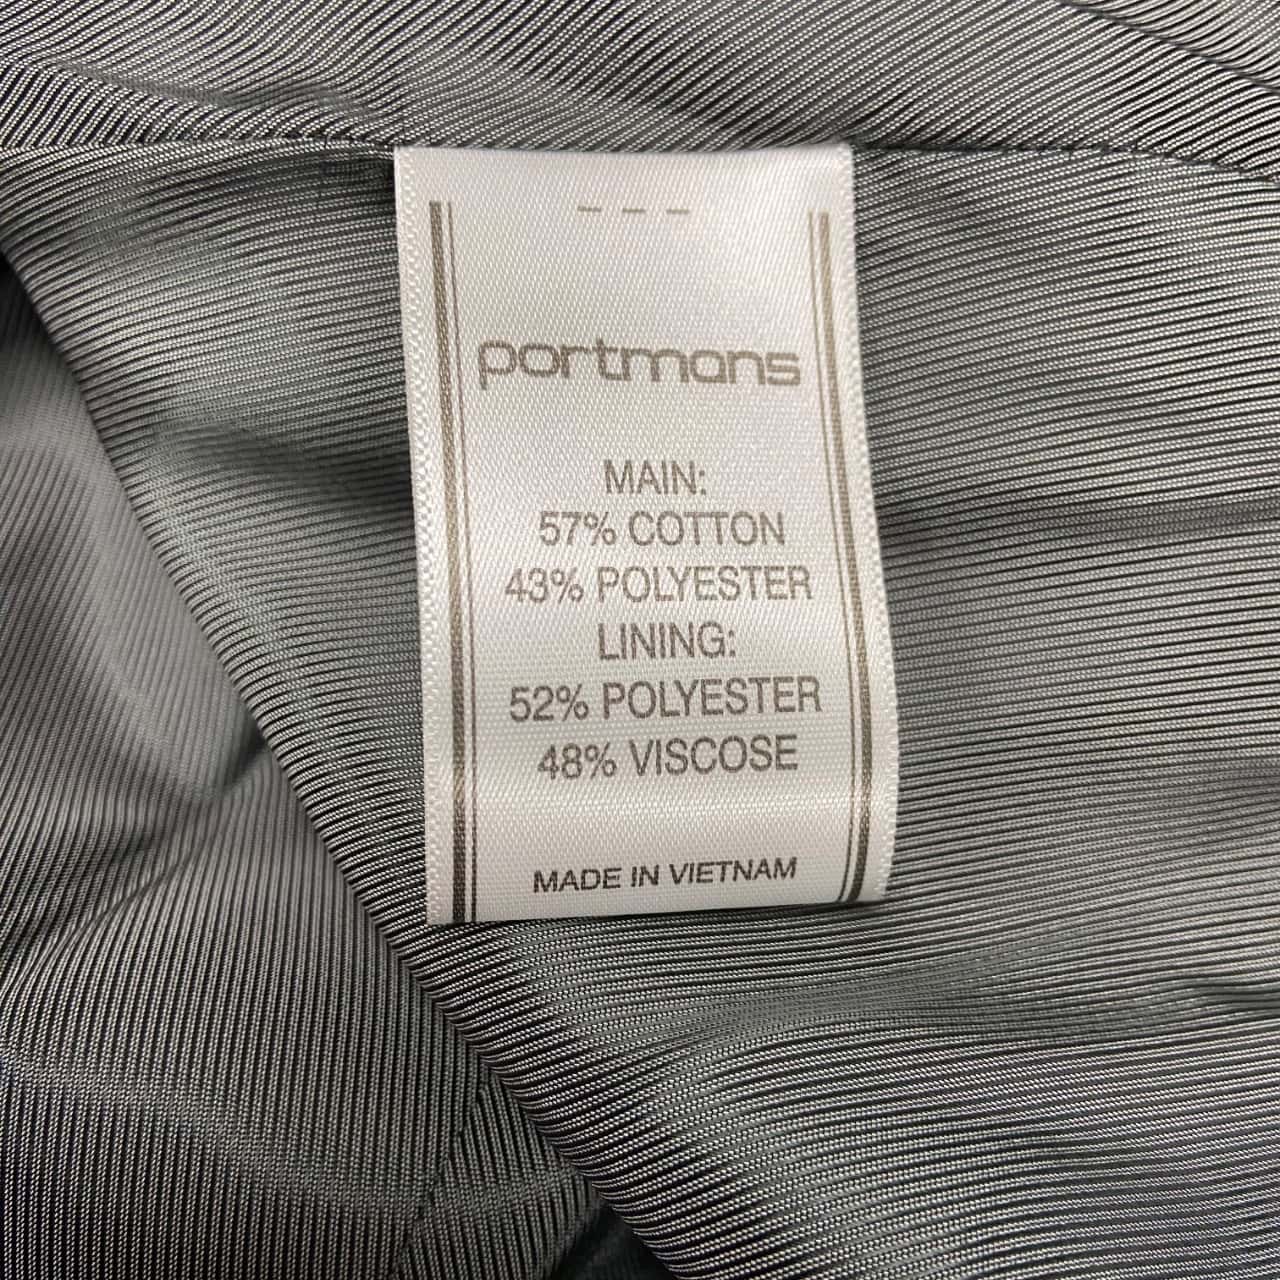 portmans
MAIN:
57% COTTON
43% POLYESTER
LINING:
52% POLYESTER
48% VISCOSE
MADE IN VIETNAM